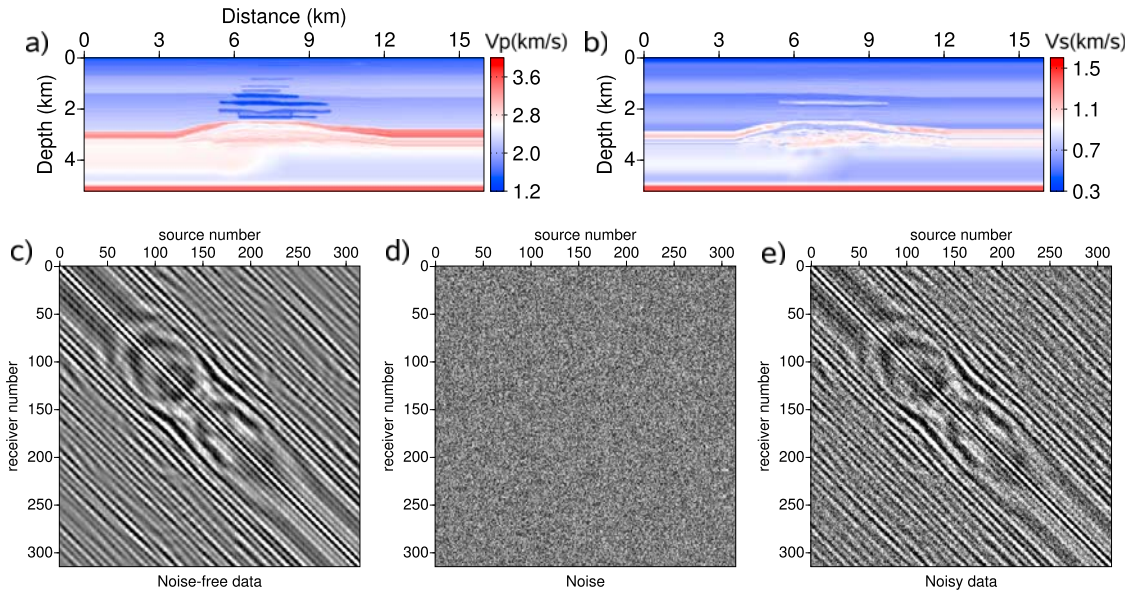 Distance (km)
a)
0 3 6 9 12 15
Vp(km/s)
Depth (km)
0
2
4
3.6
2.8
2.0
1.2
b)
0 3 6 9 12 15
Vs(km/s)
Depth (km)
0
2
4
1.5
1.1
0.7
0.3
c)
source number
0 50 100 150 200 250 300
receiver number
0
50
100
150
200
250
300
Noise-free data
d)
source number
0 50 100 150 200 250 300
receiver number
0
50
100
150
200
250
300
Noise
e)
source number
0 50 100 150 200 250 300
receiver number
0
50
100
150
200
250
300
Noisy data